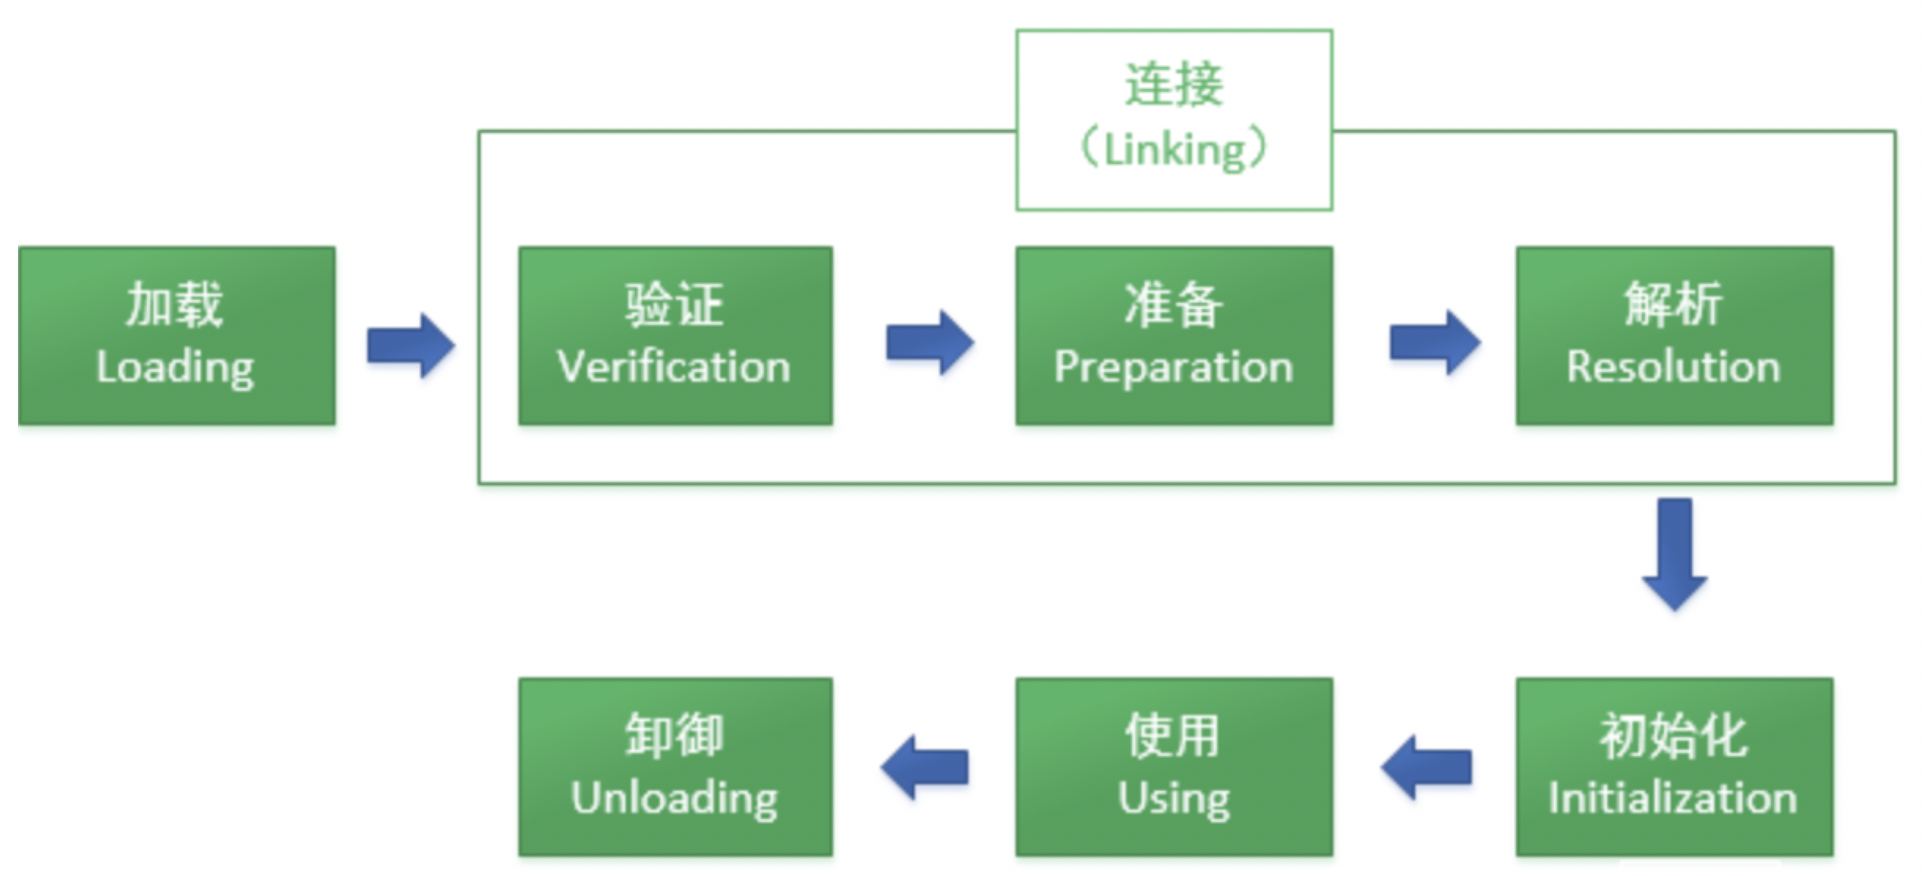 连接
（Linking）
加载
Loading
验证
Verification
准备
Preparation
解析
Resolution
初始化
Initialization
使用
Using
卸御
Unloading